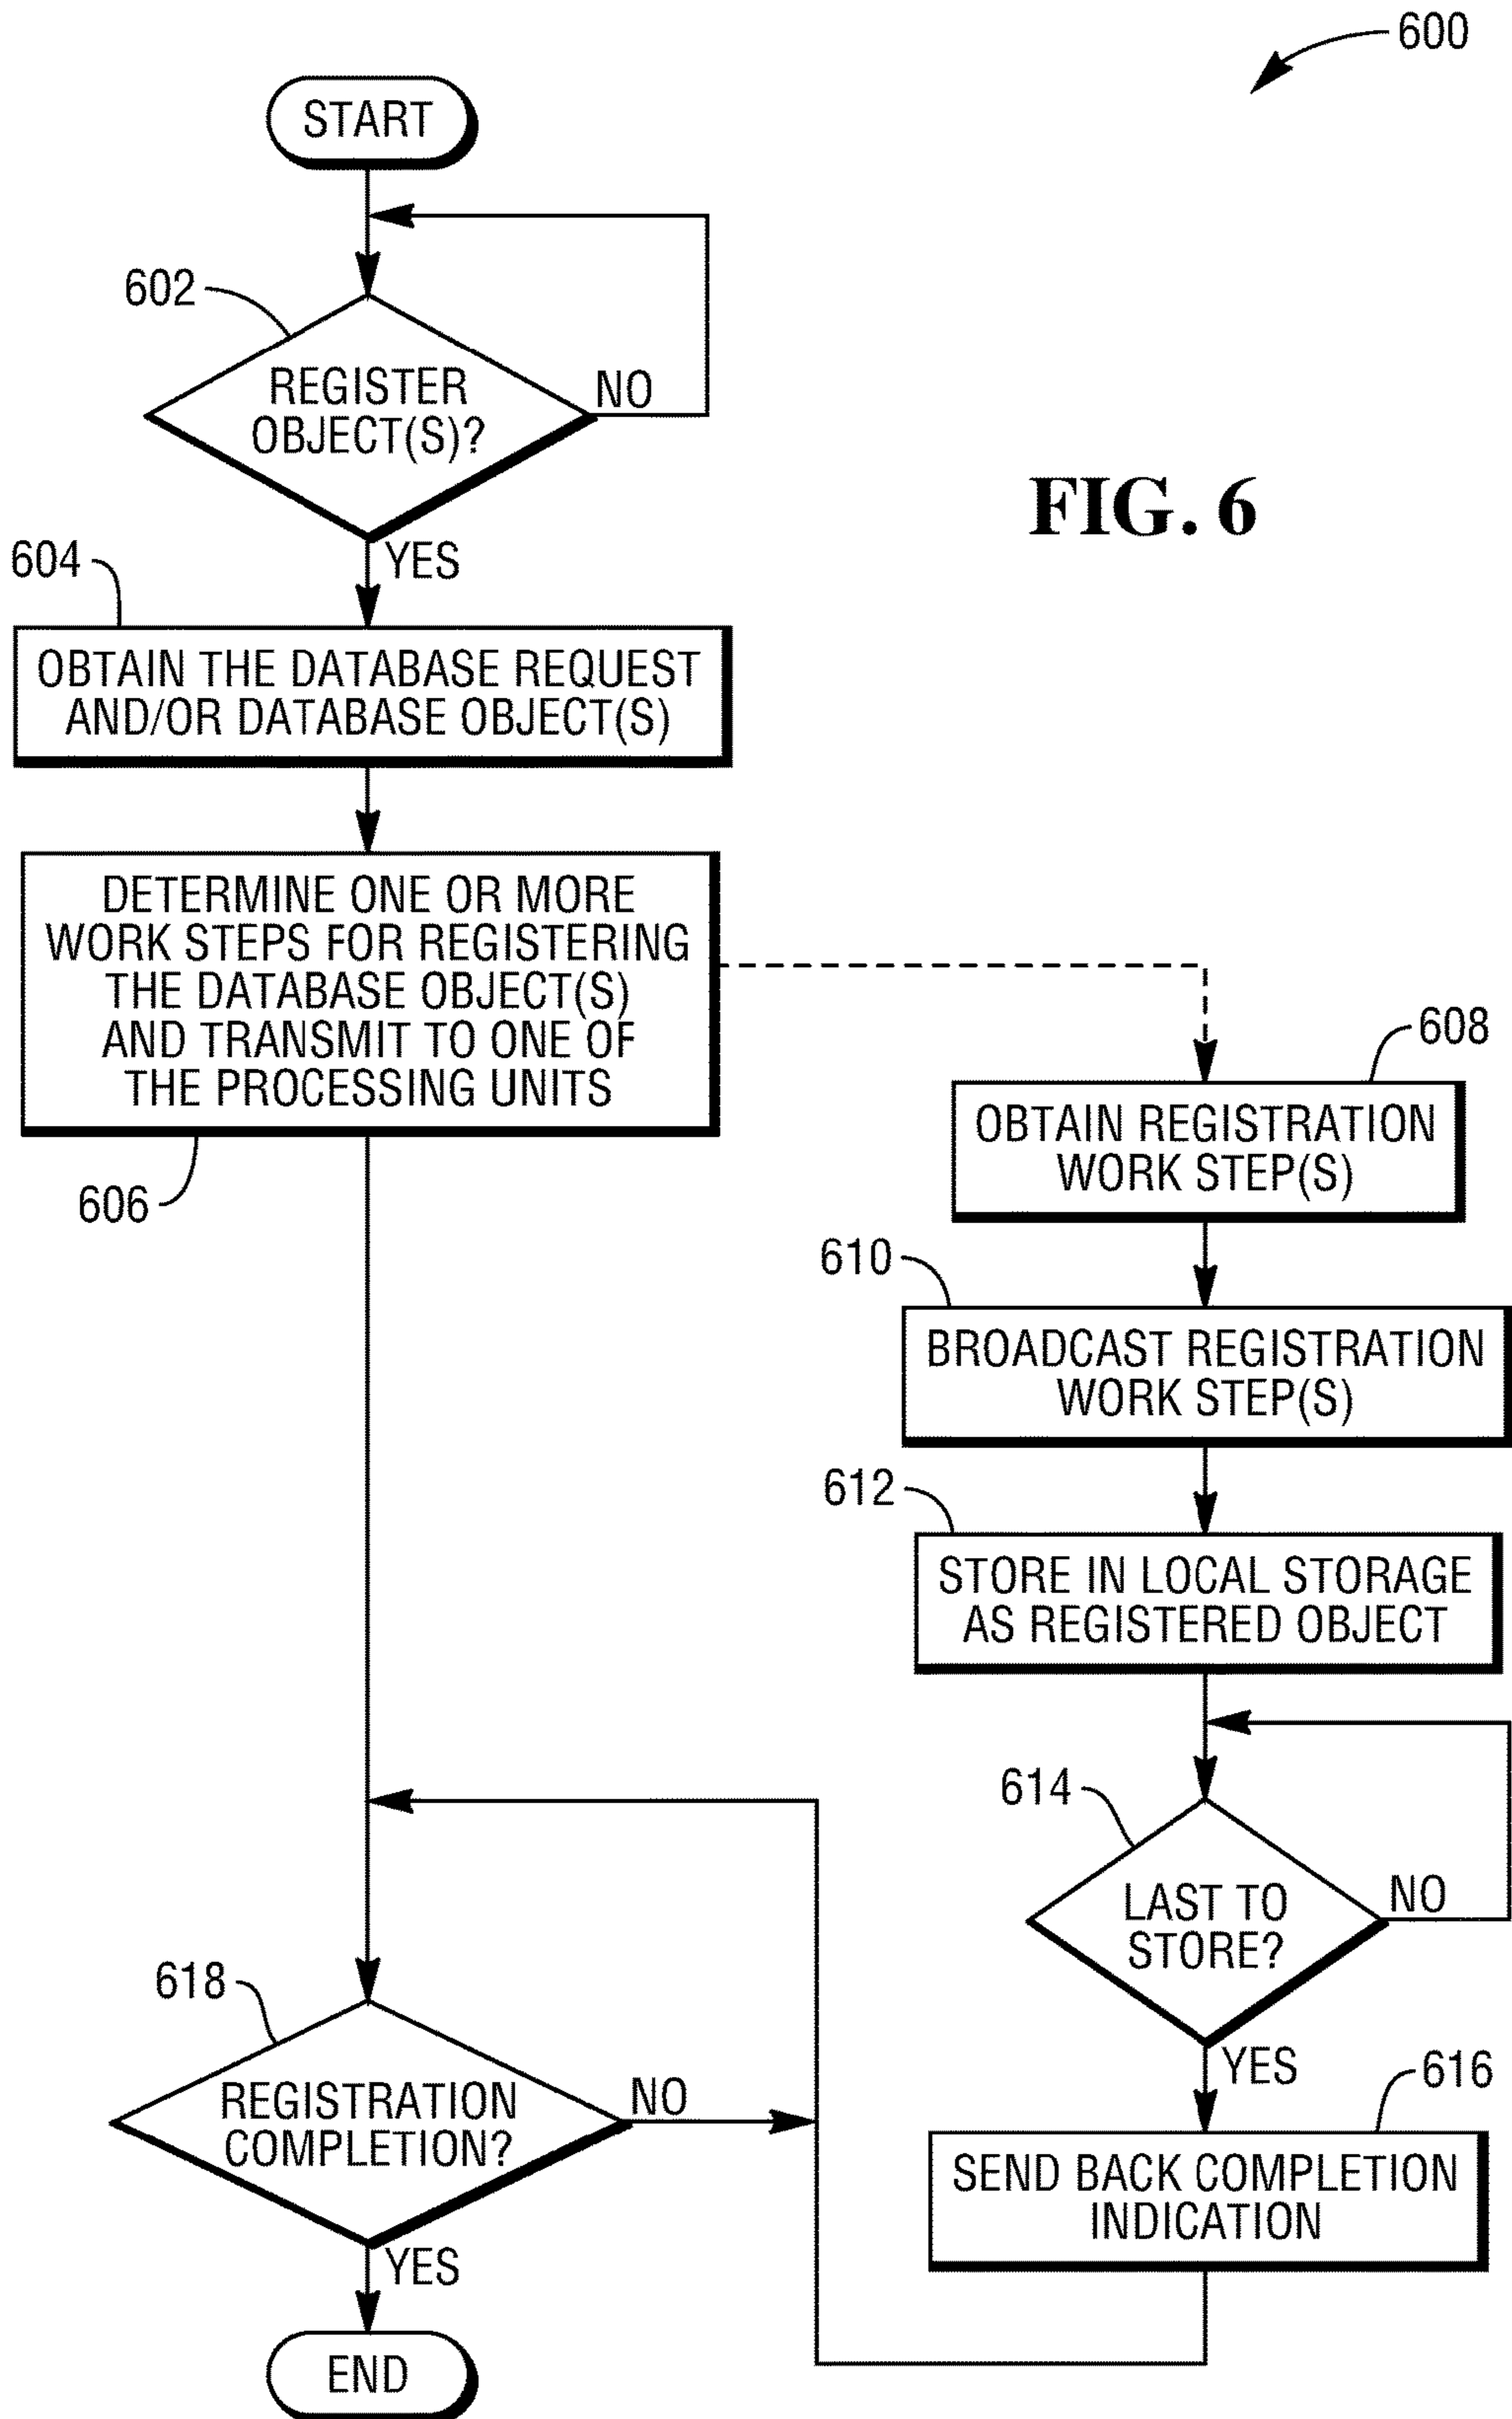 600
START
602
REGISTER
OBJECT(S)?
NO
FIG. 6
YES
604
OBTAIN THE DATABASE REQUEST
AND/OR DATABASE OBJECT(S)
DETERMINE ONE OR MORE
WORK STEPS FOR REGISTERING
THE DATABASE OBJECT(S)
AND TRANSMIT TO ONE OF
THE PROCESSING UNITS
606
608
OBTAIN REGISTRATION
WORK STEP(S)
610
BROADCAST REGISTRATION
WORK STEP(S)
612
STORE IN LOCAL STORAGE
AS REGISTERED OBJECT
614
LAST TO
STORE?
NO
YES
616
SEND BACK COMPLETION
INDICATION
618
REGISTRATION
COMPLETION?
NO
YES
END